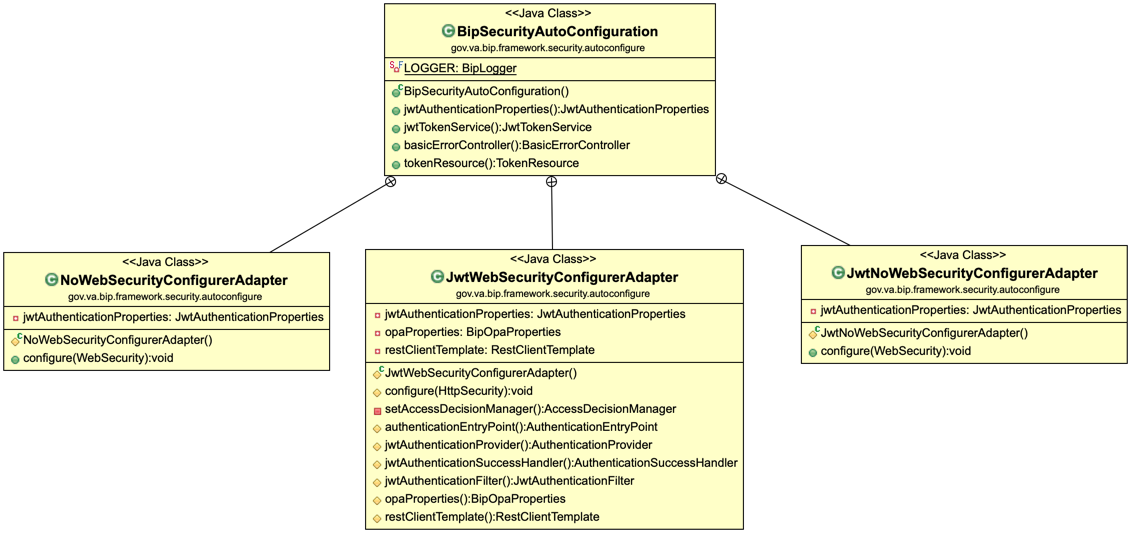 <<Java Class>>
BipSecurityAutoConfiguration
gov.va.bip.framework.security.autoconfigure
LOGGER: BipLogger
BipSecurityAutoConfiguration()
jwtAuthenticationProperties():JwtAuthenticationProperties
jwtTokenService():JwtTokenService
basicErrorController():BasicErrorController
tokenResource():TokenResource
<<Java Class>>
NoWebSecurityConfigurerAdapter
gov.va.bip.framework.security.autoconfigure
jwtAuthenticationProperties: JwtAuthenticationProperties
NoWebSecurityConfigurerAdapter()
configure(WebSecurity):void
<<Java Class>>
JwtWebSecurityConfigurerAdapter
gov.va.bip.framework.security.autoconfigure
jwtAuthenticationProperties: JwtAuthenticationProperties
opaProperties: BipOpaProperties
restClientTemplate: RestClientTemplate
JwtWebSecurityConfigurerAdapter()
configure(HttpSecurity):void
setAccessDecisionManager():AccessDecisionManager
authenticationEntryPoint():AuthenticationEntryPoint
jwtAuthenticationProvider():AuthenticationProvider
jwtAuthenticationSuccessHandler():AuthenticationSuccessHandler
jwtAuthenticationFilter():JwtAuthenticationFilter
opaProperties():BipOpaProperties
restClientTemplate():RestClientTemplate
<<Java Class>>
JwtNoWebSecurityConfigurerAdapter
gov.va.bip.framework.security.autoconfigure
jwtAuthenticationProperties: JwtAuthenticationProperties
JwtNoWebSecurityConfigurerAdapter()
configure(WebSecurity):void